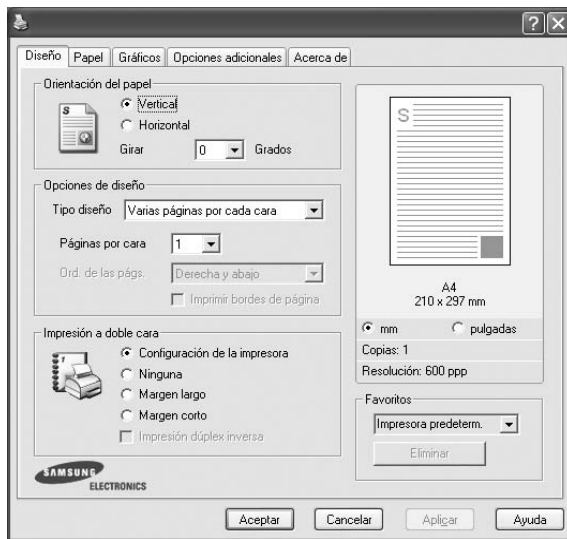 Diseño Papel Gráficos Opciones adicionales Acerca de
Orientación del papel
S
Vertical
Horizontal
Girar 0 Grados
Opciones de diseño
Tipo diseño Varias páginas por cada cara
Páginas por cara 1
Ord. de las págs. Derecha y abajo
Imprimir bordes de página
Impresión a doble cara
Configuración de la impresora
Ninguna
Margen largo
Margen corto
Impresión dúplex inversa
SAMSUNG
ELECTRONICS
S
A4
210 x 297 mm
mm pulgadas
Copias: 1
Resolución: 600 ppp
Favoritos
Impresora predeterm.
Eliminar
Aceptar Cancelar Aplicar Ayuda